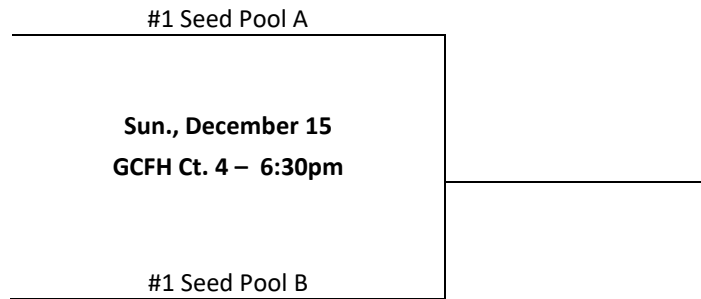 #1 Seed Pool A
Sun., December 15
GCFH Ct. 4 – 6:30pm
#1 Seed Pool B